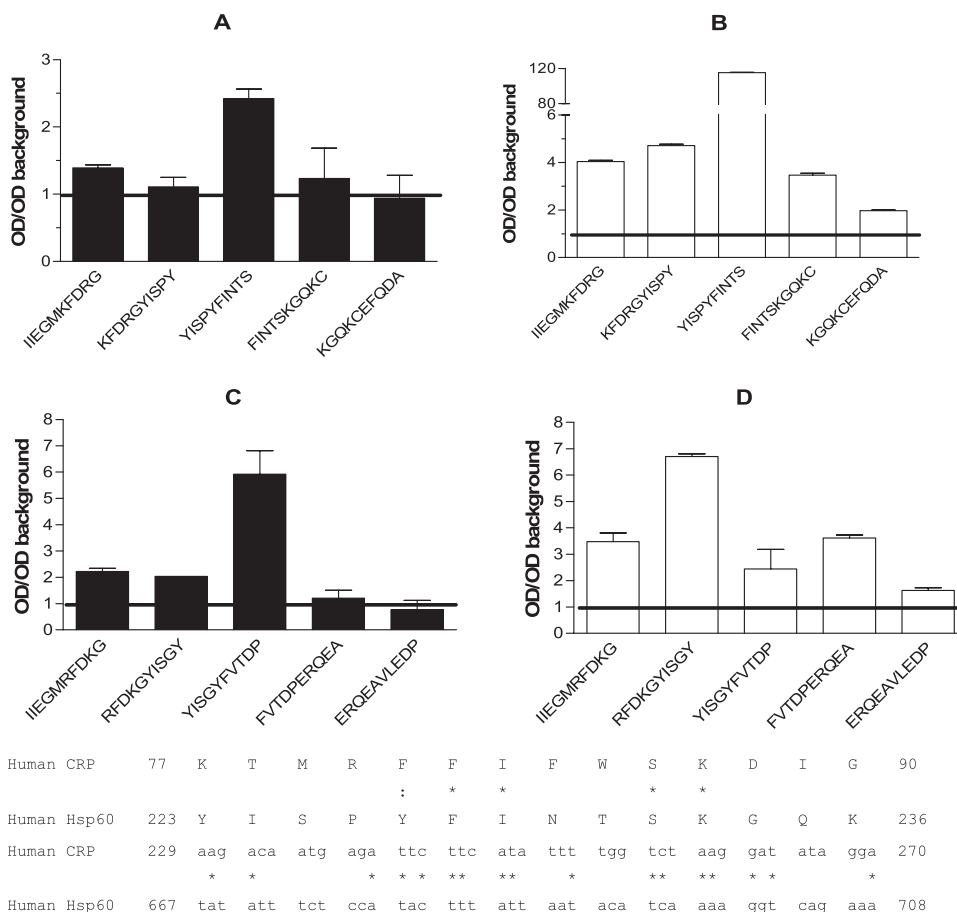 A
OD/OD background
3
2
1
0
IIEGMKFDRG
KFDRGYISPY
YISPYFINTS
FINTSKGQKC
KGQKCEFQDA
B
OD/OD background
120
80
6
4
2
0
IIEGMKFDRG
KFDRGYISPY
YISPYFINTS
FINTSKGQKC
KGQKCEFQDA
C
OD/OD background
8
7
6
5
4
3
2
1
0
IIEGMRFDKG
RFDKGYISGY
YISGYFVTDP
FVTDPERQEA
ERQEAVLEDP
D
OD/OD background
8
7
6
5
4
3
2
1
0
IIEGMRFDKG
RFDKGYISGY
YISGYFVTDP
FVTDPERQEA
ERQEAVLEDP
Human CRP 77 K T M R F F I F W S K D I G 90
: * * * *
Human Hsp60 223 Y I S P Y F I N T S K G Q K 236
Human CRP 229 aag aca atg aga ttc ttc ata ttt tgg tct aag gat ata gga 270
* * * * * ** ** * ** ** * * *
Human Hsp60 667 tat att tct cca tac ttt att aat aca tca aaa ggt cag aaa 708